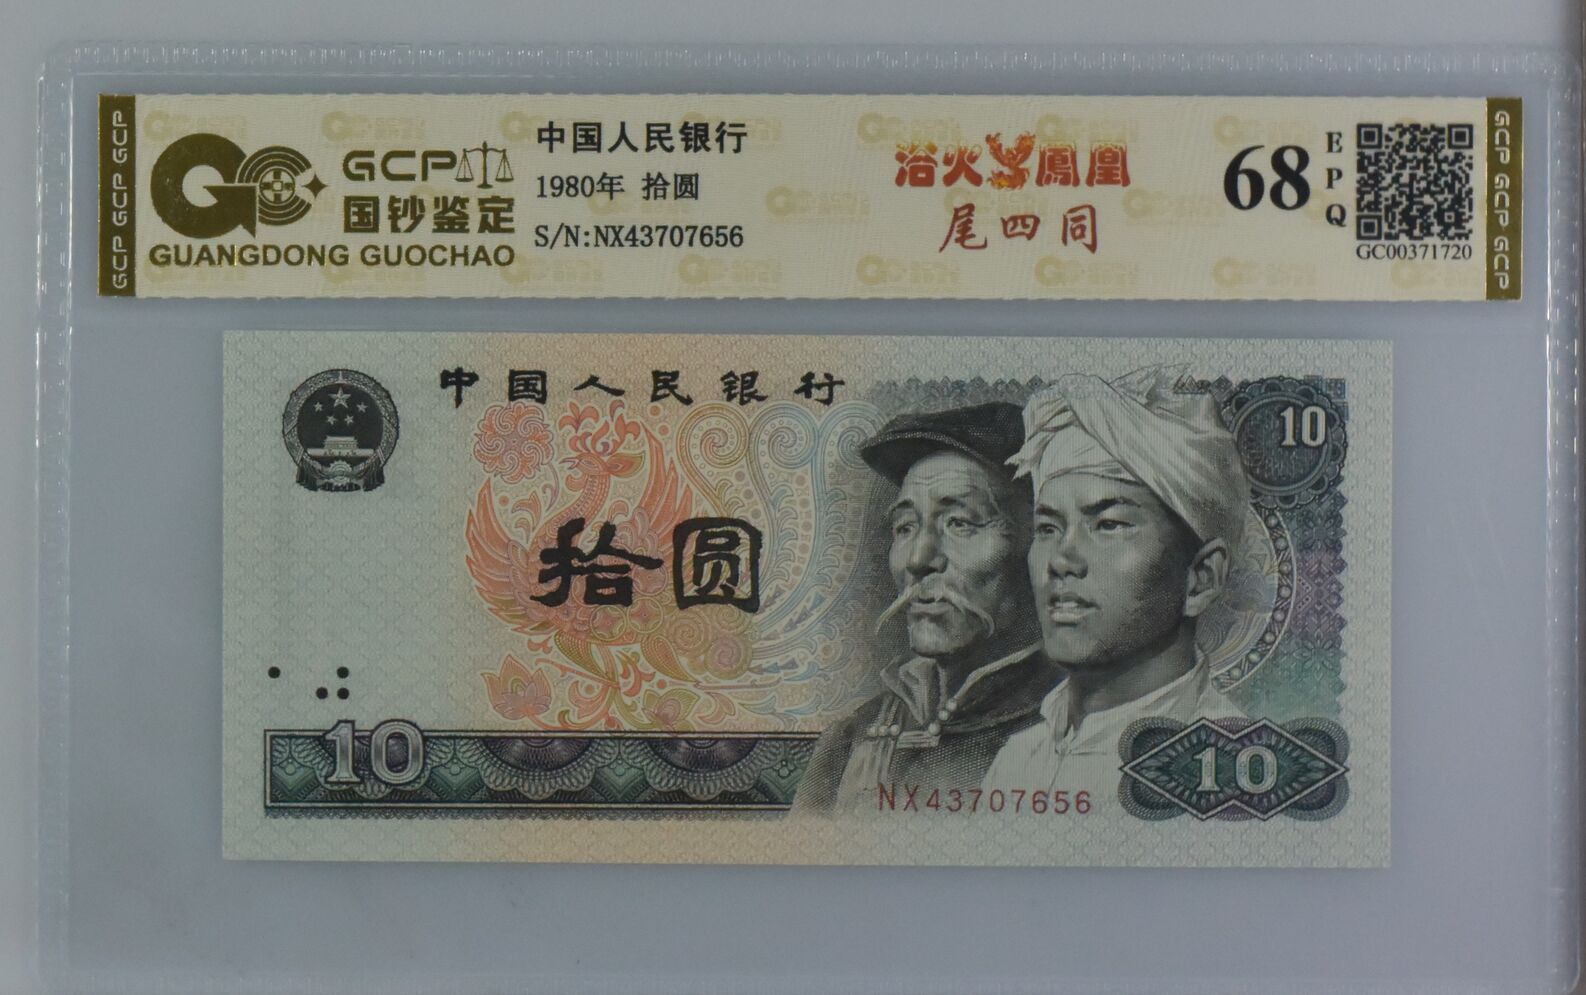 GCP GCP GCP
GCP
国钞鉴定
GUANGDONG GUOCHAO
中国人民银行
1980年 拾圆
S/N:NX43707656
浴火鳳凰
尾四同
68
EPQ
GC00371720
GCP GCP GCP
中国人民银行
10
拾圆
10
NX43707656
10